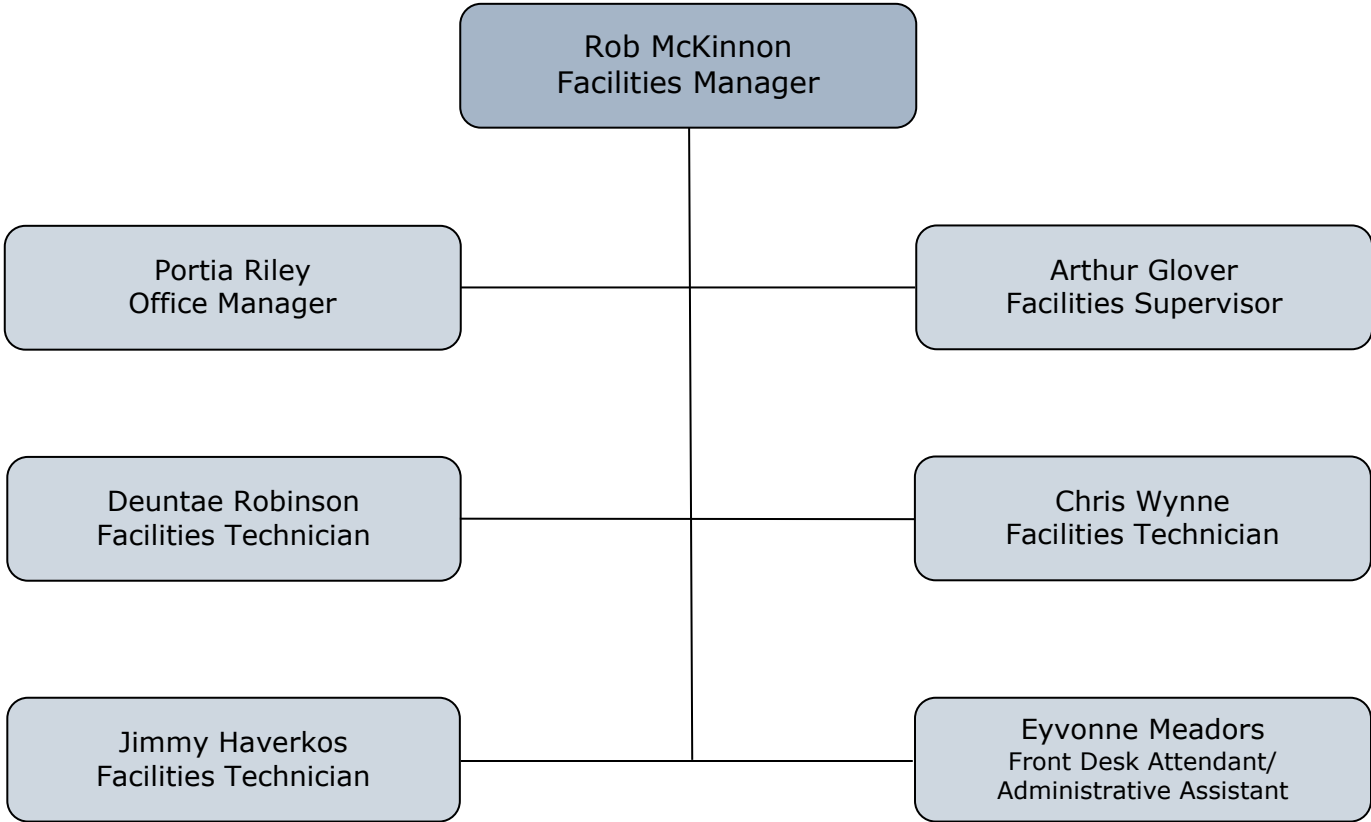 Rob McKinnon
Facilities Manager
Portia Riley
Office Manager
Arthur Glover
Facilities Supervisor
Deuntae Robinson
Facilities Technician
Chris Wynne
Facilities Technician
Jimmy Haverkos
Facilities Technician
Eyvonne Meadors
Front Desk Attendant/
Administrative Assistant